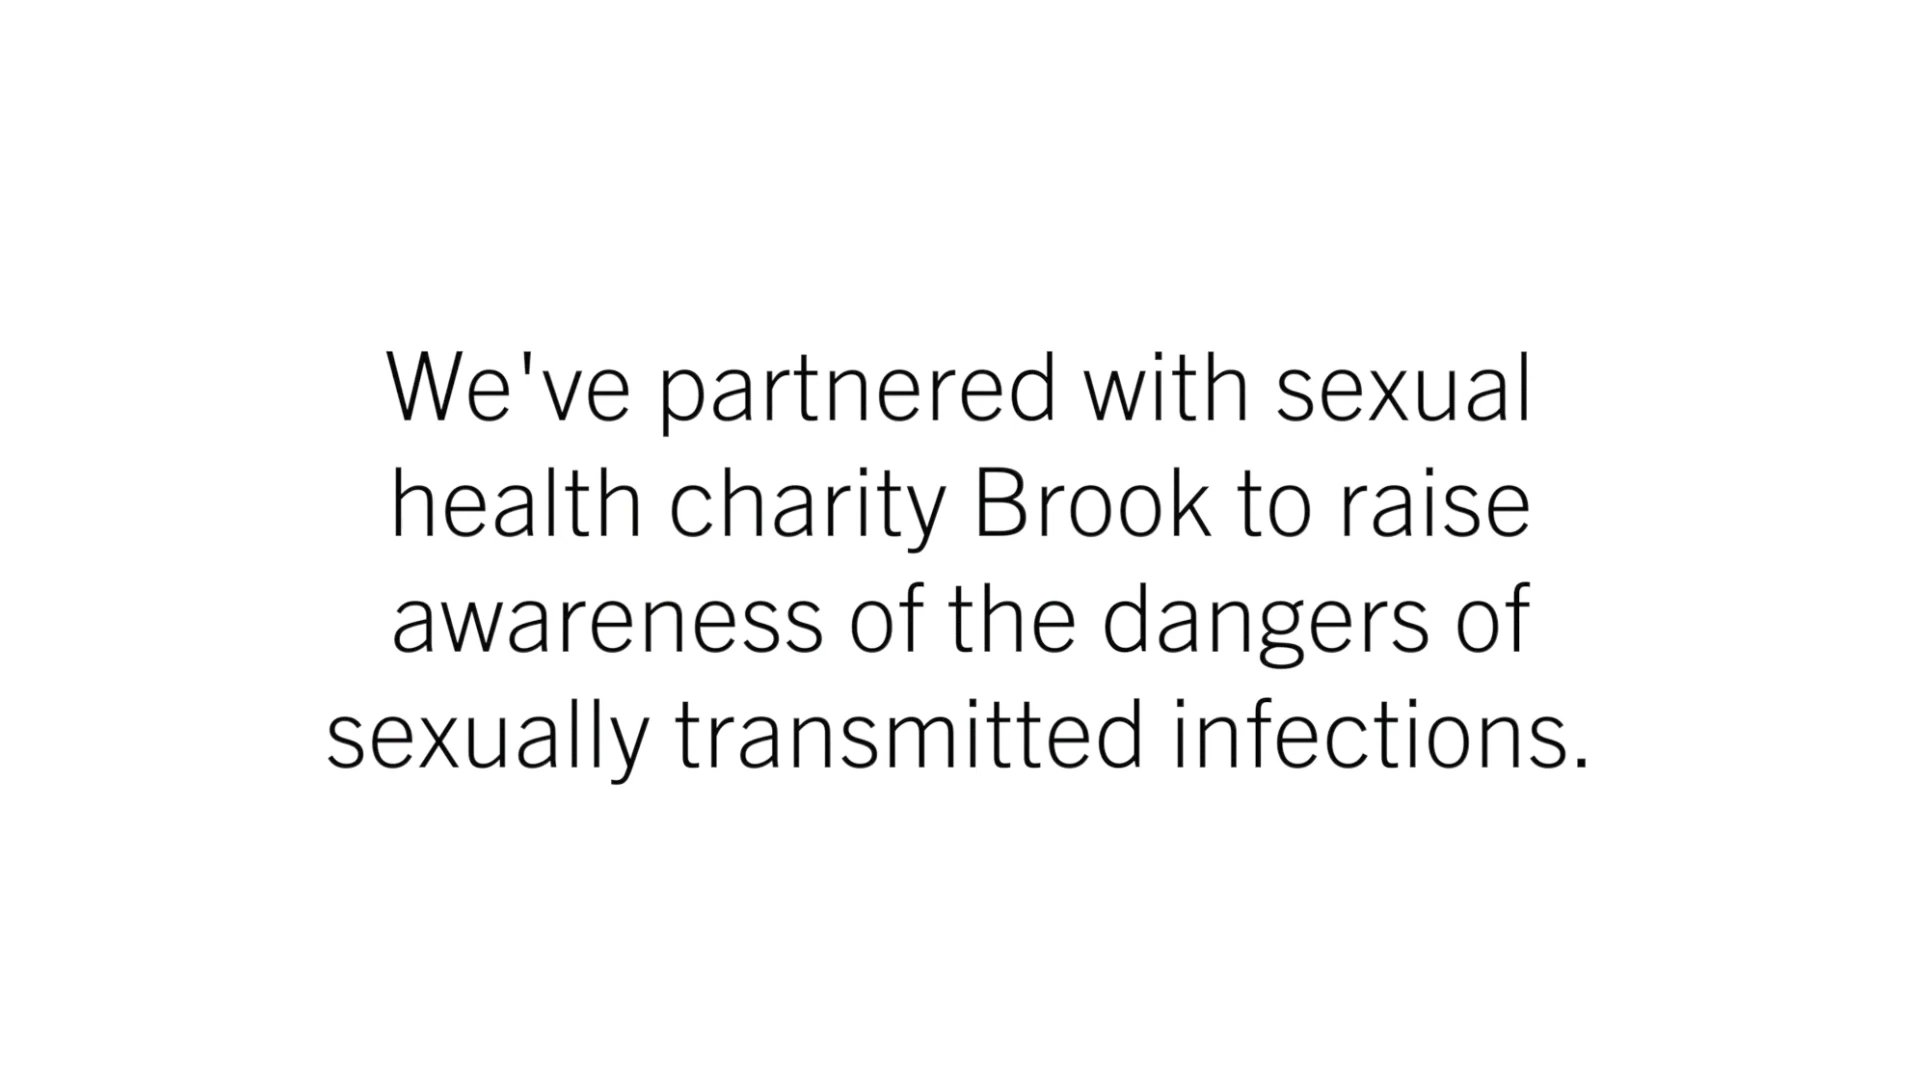 We've partnered with sexual
health charity Brook to raise
awareness of the dangers of
sexually transmitted infections.